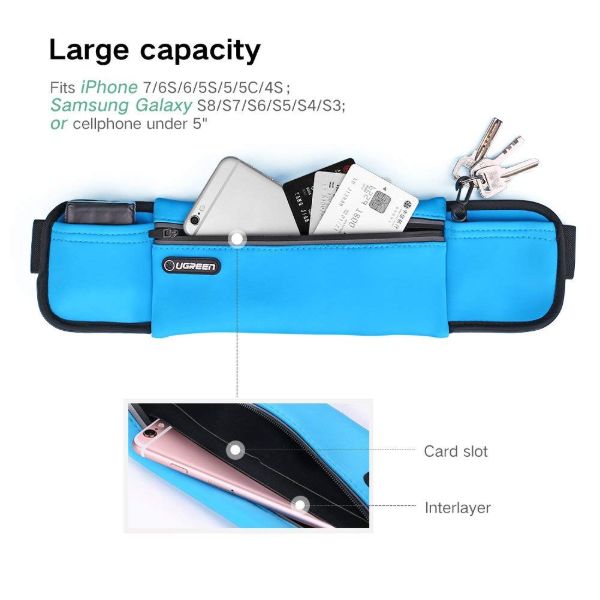 Large capacity
Fits iPhone 7/6S/6/5S/5/5C/4S;
Samsung Galaxy S8/S7/S6/S5/S4/S3;
or cellphone under 5"
UGREEN
Card slot
Interlayer